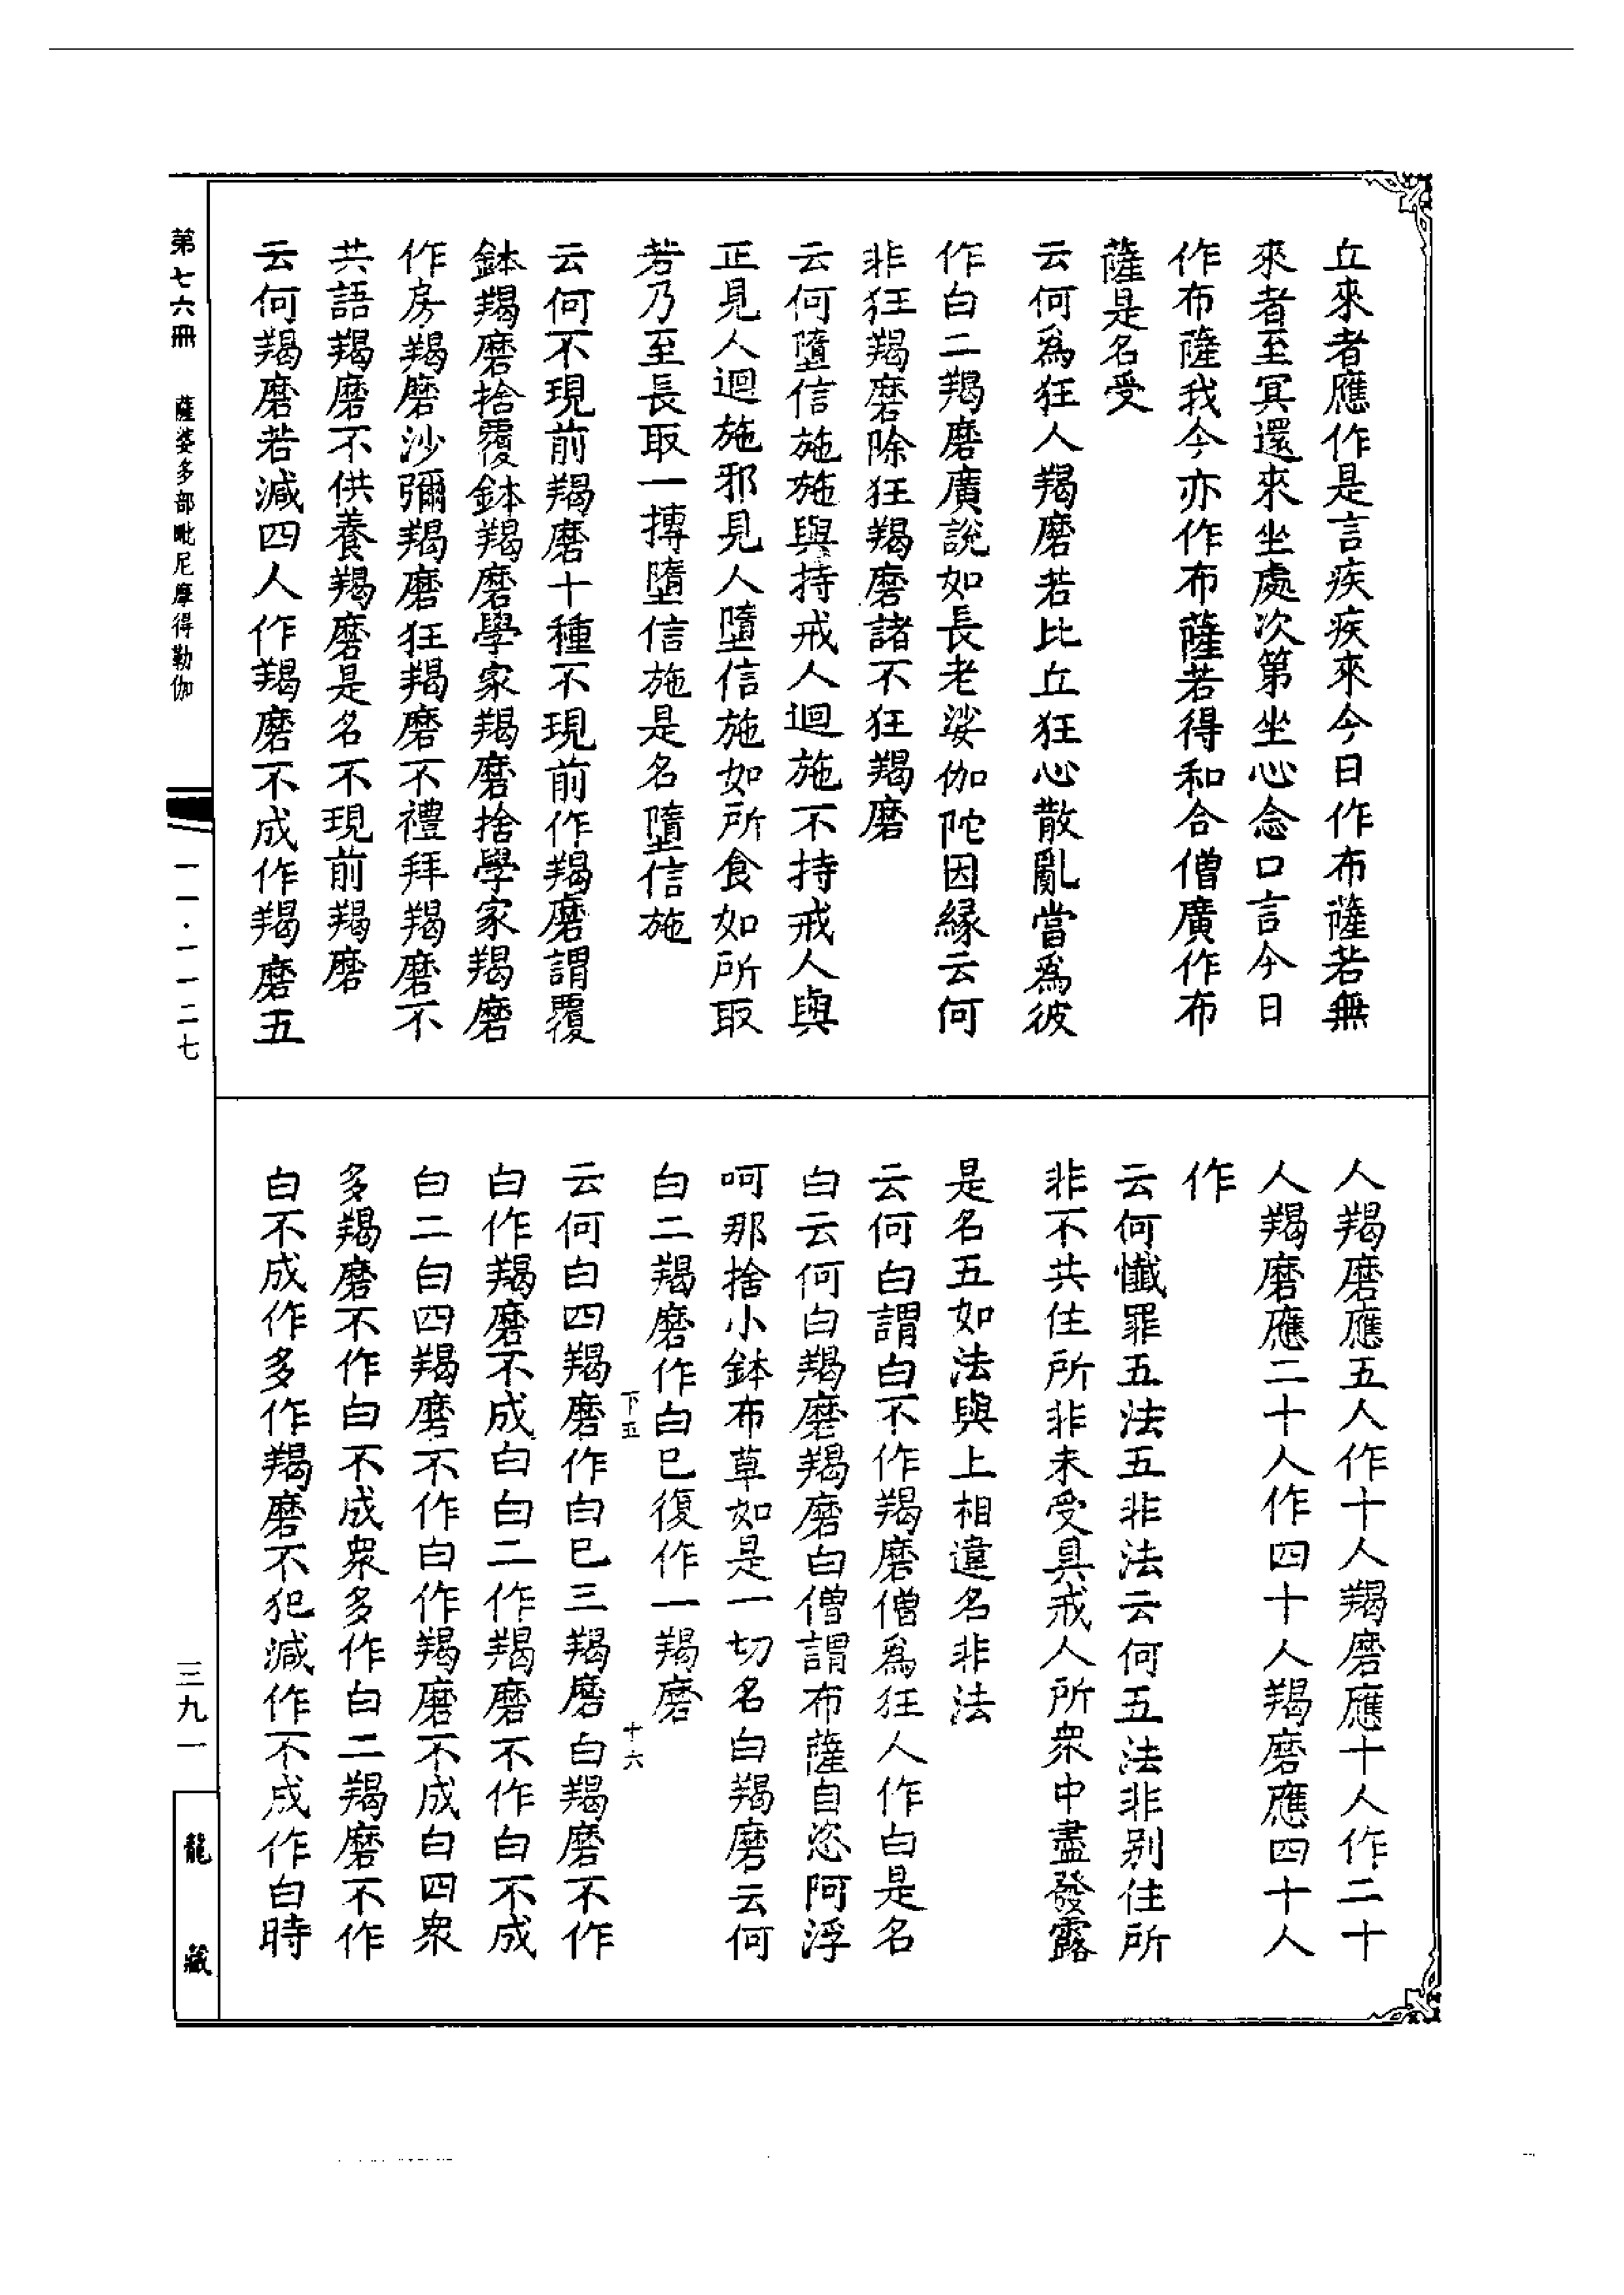 丘來者應作是言疾疾來今日作布薩若無
來者至冥還來坐處次第坐心念口言今日
作布薩我今亦作布薩若得和合僧廣作布
薩是名受
云何爲狂人羯磨若比丘狂心散亂當爲彼
作白二羯磨廣說如長老娑伽陀因緣云何
非狂羯磨除狂羯磨諸不狂羯磨
云何墮信施施與持戒人迴施不持戒人與
正見人迴施邪見人墮信施如所食如所取
若乃至長取一摶墮信施是名墮信施
云何不現前羯磨十種不現前作羯磨謂覆
鉢羯磨捨覆鉢羯磨學家羯磨捨學家羯磨
作房羯磨沙彌羯磨狂羯磨不禮拜羯磨不
共語羯磨不供養羯磨是名不現前羯磨
云何羯磨若減四人作羯磨不成作羯磨五
人羯磨應五人作十人羯磨應十人作二十
人羯磨應二十人作四十人羯磨應四十人
作
云何懺罪五法五非法云何五法非別住所
非不共住所非未受具戒人所衆中盡發露
是名五如法與上相違名非法
云何白謂白不作羯磨僧爲狂人作白是名
白云何白羯磨羯磨白僧謂布薩自恣阿浮
呵那捨小鉢布草如是一切名白羯磨云何
白二羯磨作白已復作一羯磨
下五
十六
云何白四羯磨作白已三羯磨白羯磨不作
白作羯磨不成白白二作羯磨不作白不成
白二白四羯磨不作白作羯磨不成白四衆
多羯磨不作白不成衆多作白二羯磨不作
白不成作多作羯磨不犯減作不成作白時
第七六冊
薩婆多部毗尼摩得勒伽
一一·一一二七
三九一
龍藏